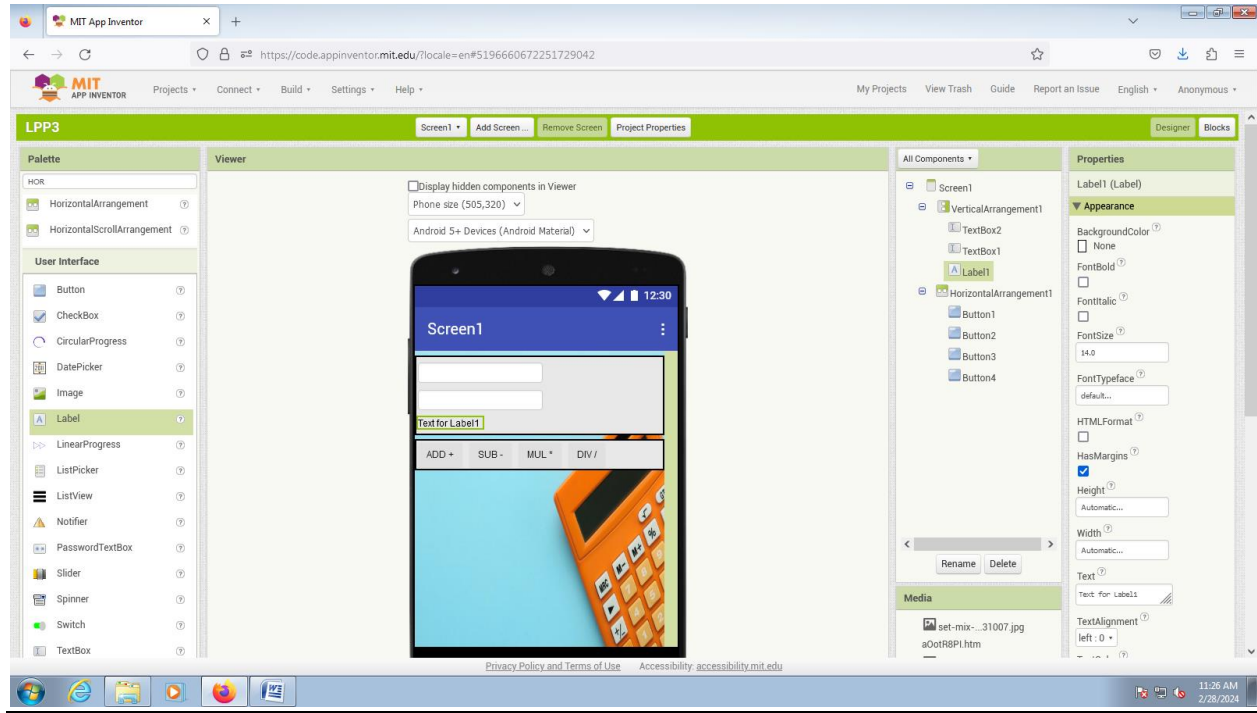 MIT App Inventor
https://code.appinventor.mit.edu/?locale=en#5196660672251729042
MIT
APP INVENTOR
Projects
Connect
Build
Settings
Help
My Projects
View Trash
Guide
Report an Issue
English
Anonymous
LPP3
Screen1
Add Screen ...
Remove Screen
Project Properties
Designer
Blocks
Palette
HOR
HorizontalArrangement
HorizontalScrollArrangement
User Interface
Button
CheckBox
CircularProgress
DatePicker
Image
Label
LinearProgress
ListPicker
ListView
Notifier
PasswordTextBox
Slider
Spinner
Switch
TextBox
Viewer
Display hidden components in Viewer
Phone size (505,320)
Android 5+ Devices (Android Material)
12:30
Screen1
Text for Label1
ADD +
SUB -
MUL *
DIV /
All Components
Screen1
VerticalArrangement1
TextBox2
TextBox1
Label1
HorizontalArrangement1
Button1
Button2
Button3
Button4
Rename
Delete
Media
set-mix-...31007.jpg
aOotR8Pl.htm
Properties
Label1 (Label)
Appearance
BackgroundColor
None
FontBold
FontItalic
FontSize
14.0
FontTypeface
default...
HTMLFormat
HasMargins
Height
Automatic...
Width
Automatic...
Text
Text for Label1
TextAlignment
left : 0
Privacy Policy and Terms of Use
Accessibility: accessibility.mit.edu
11:26 AM
2/28/2024